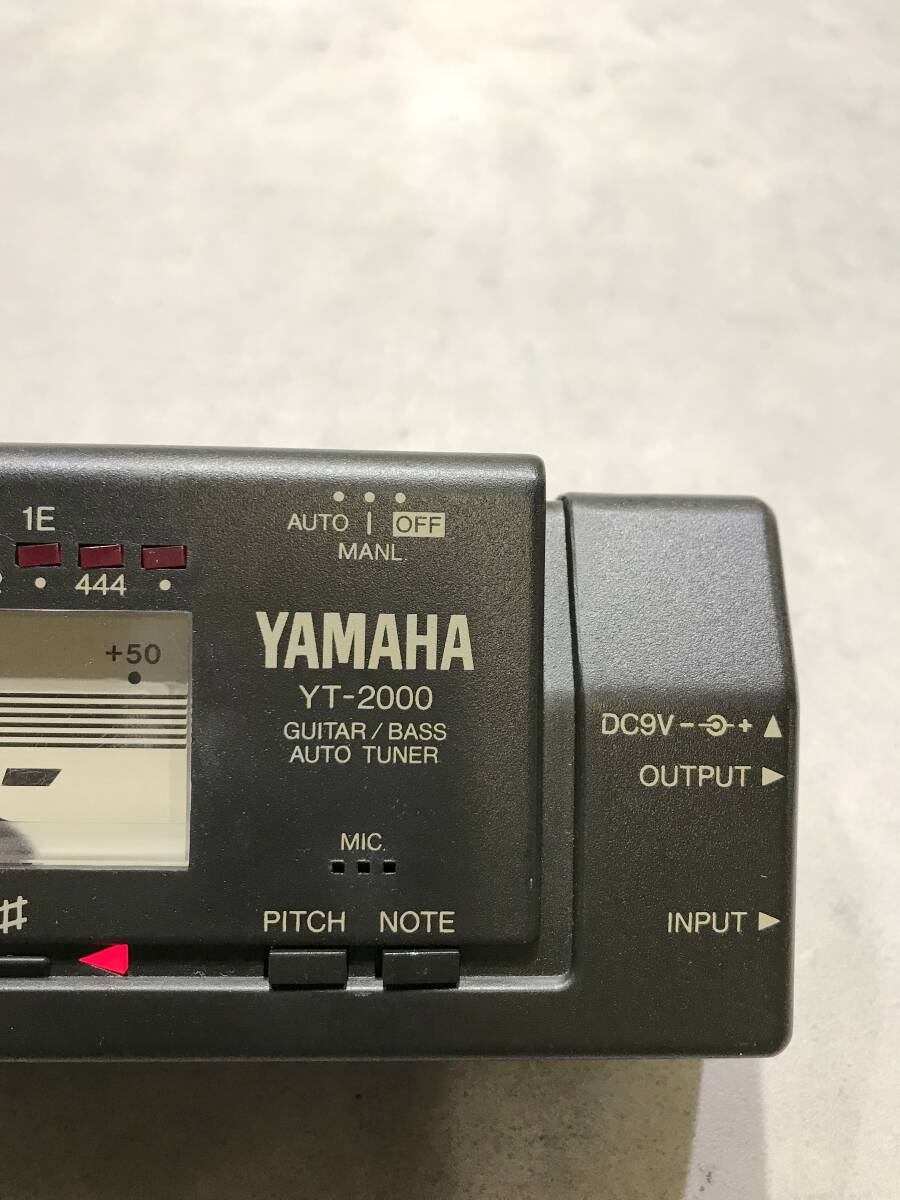 1E
444
+50
AUTO | OFF
MANL.
YAMAHA
YT-2000
GUITAR / BASS
AUTO TUNER
MIC.
♯
PITCH NOTE
DC9V
OUTPUT
INPUT